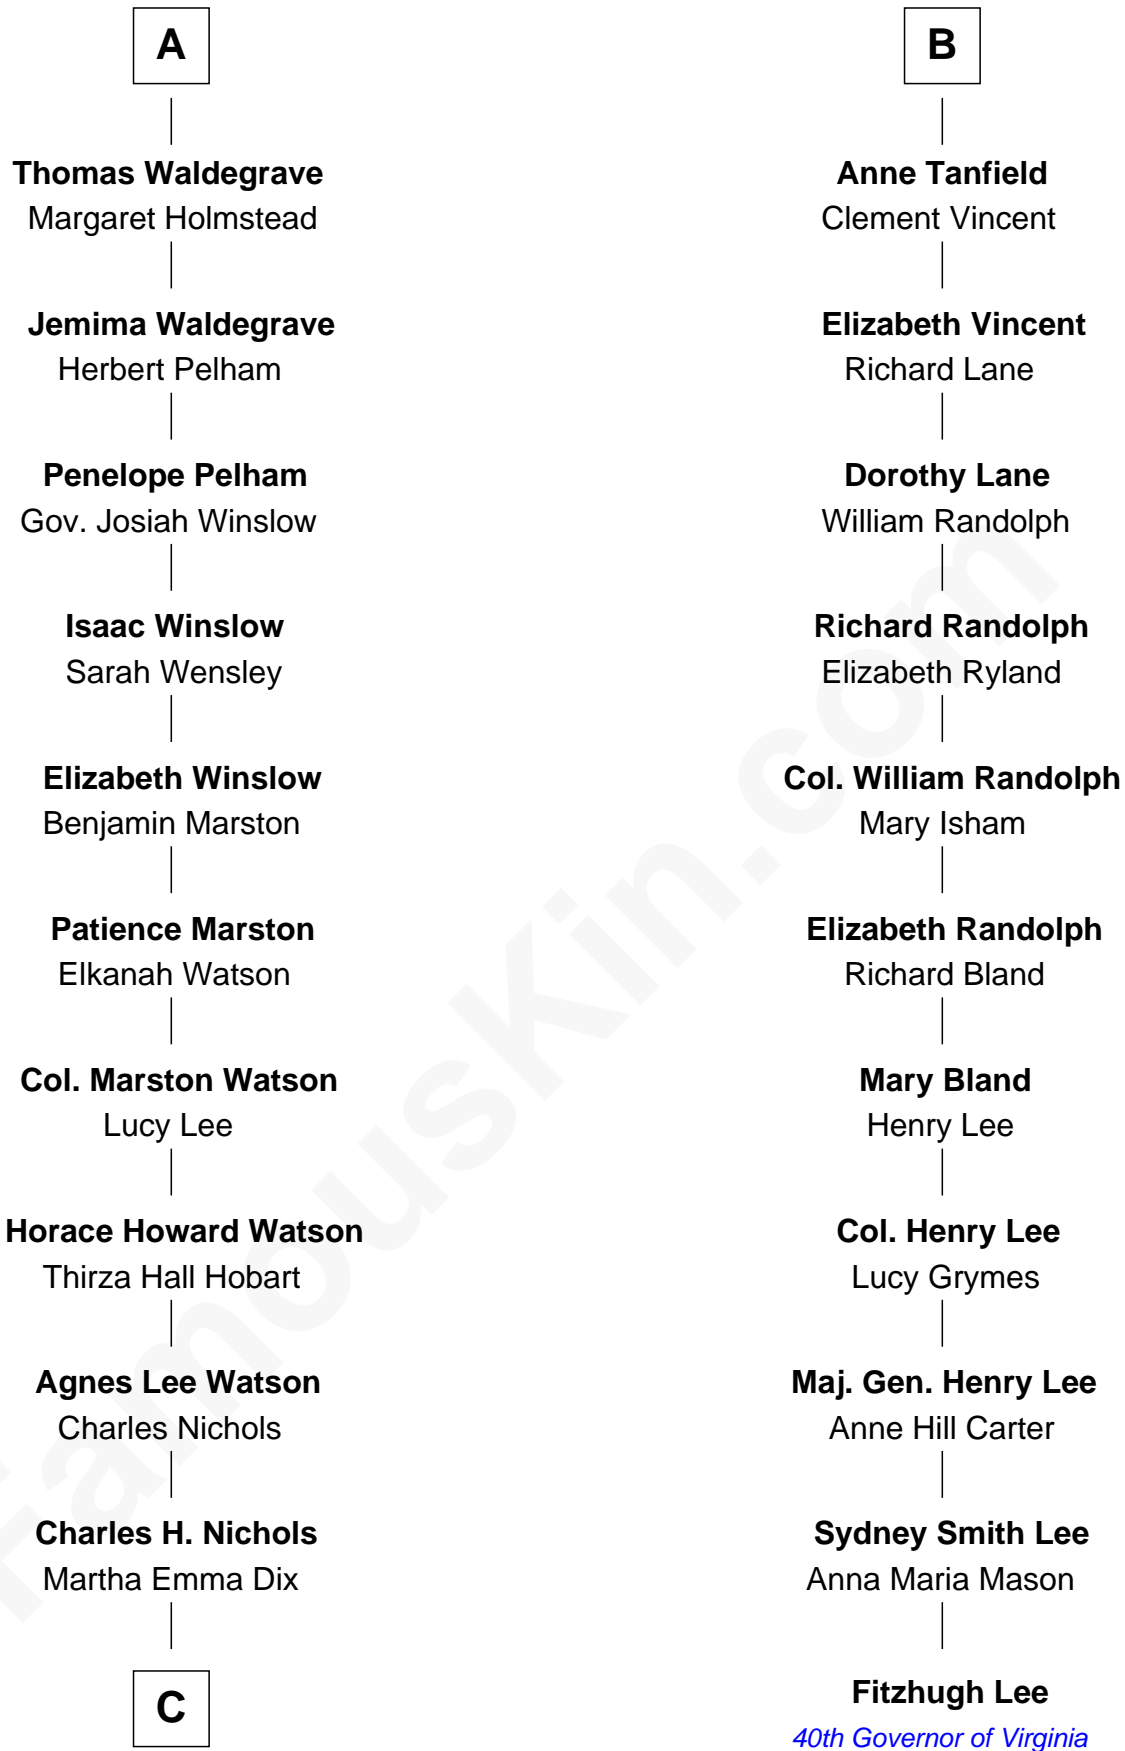 A
Thomas Waldegrave
Margaret Holmstead
Jemima Waldegrave
Herbert Pelham
Penelope Pelham
Gov. Josiah Winslow
Isaac Winslow
Sarah Wensley
Elizabeth Winslow
Benjamin Marston
Patience Marston
Elkanah Watson
Col. Marston Watson
Lucy Lee
Horace Howard Watson
Thirza Hall Hobart
Agnes Lee Watson
Charles Nichols
Charles H. Nichols
Martha Emma Dix
C
B
Anne Tanfield
Clement Vincent
Elizabeth Vincent
Richard Lane
Dorothy Lane
William Randolph
Richard Randolph
Elizabeth Ryland
Col. William Randolph
Mary Isham
Elizabeth Randolph
Richard Bland
Mary Bland
Henry Lee
Col. Henry Lee
Lucy Grymes
Maj. Gen. Henry Lee
Anne Hill Carter
Sydney Smith Lee
Anna Maria Mason
Fitzhugh Lee
40th Governor of Virginia
FamousKin.com